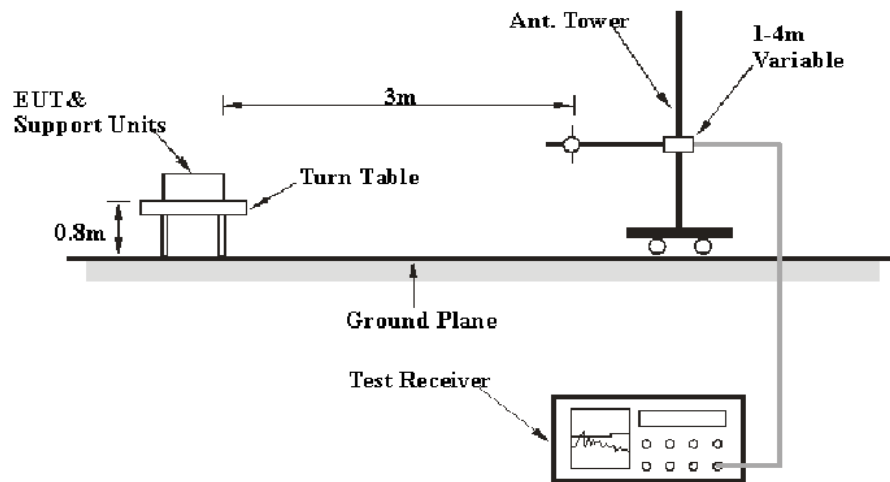 Ant. Tower
1-4m
Variable
3m
EUT&
Support Units
Turn Table
0.8m
Ground Plane
Test Receiver